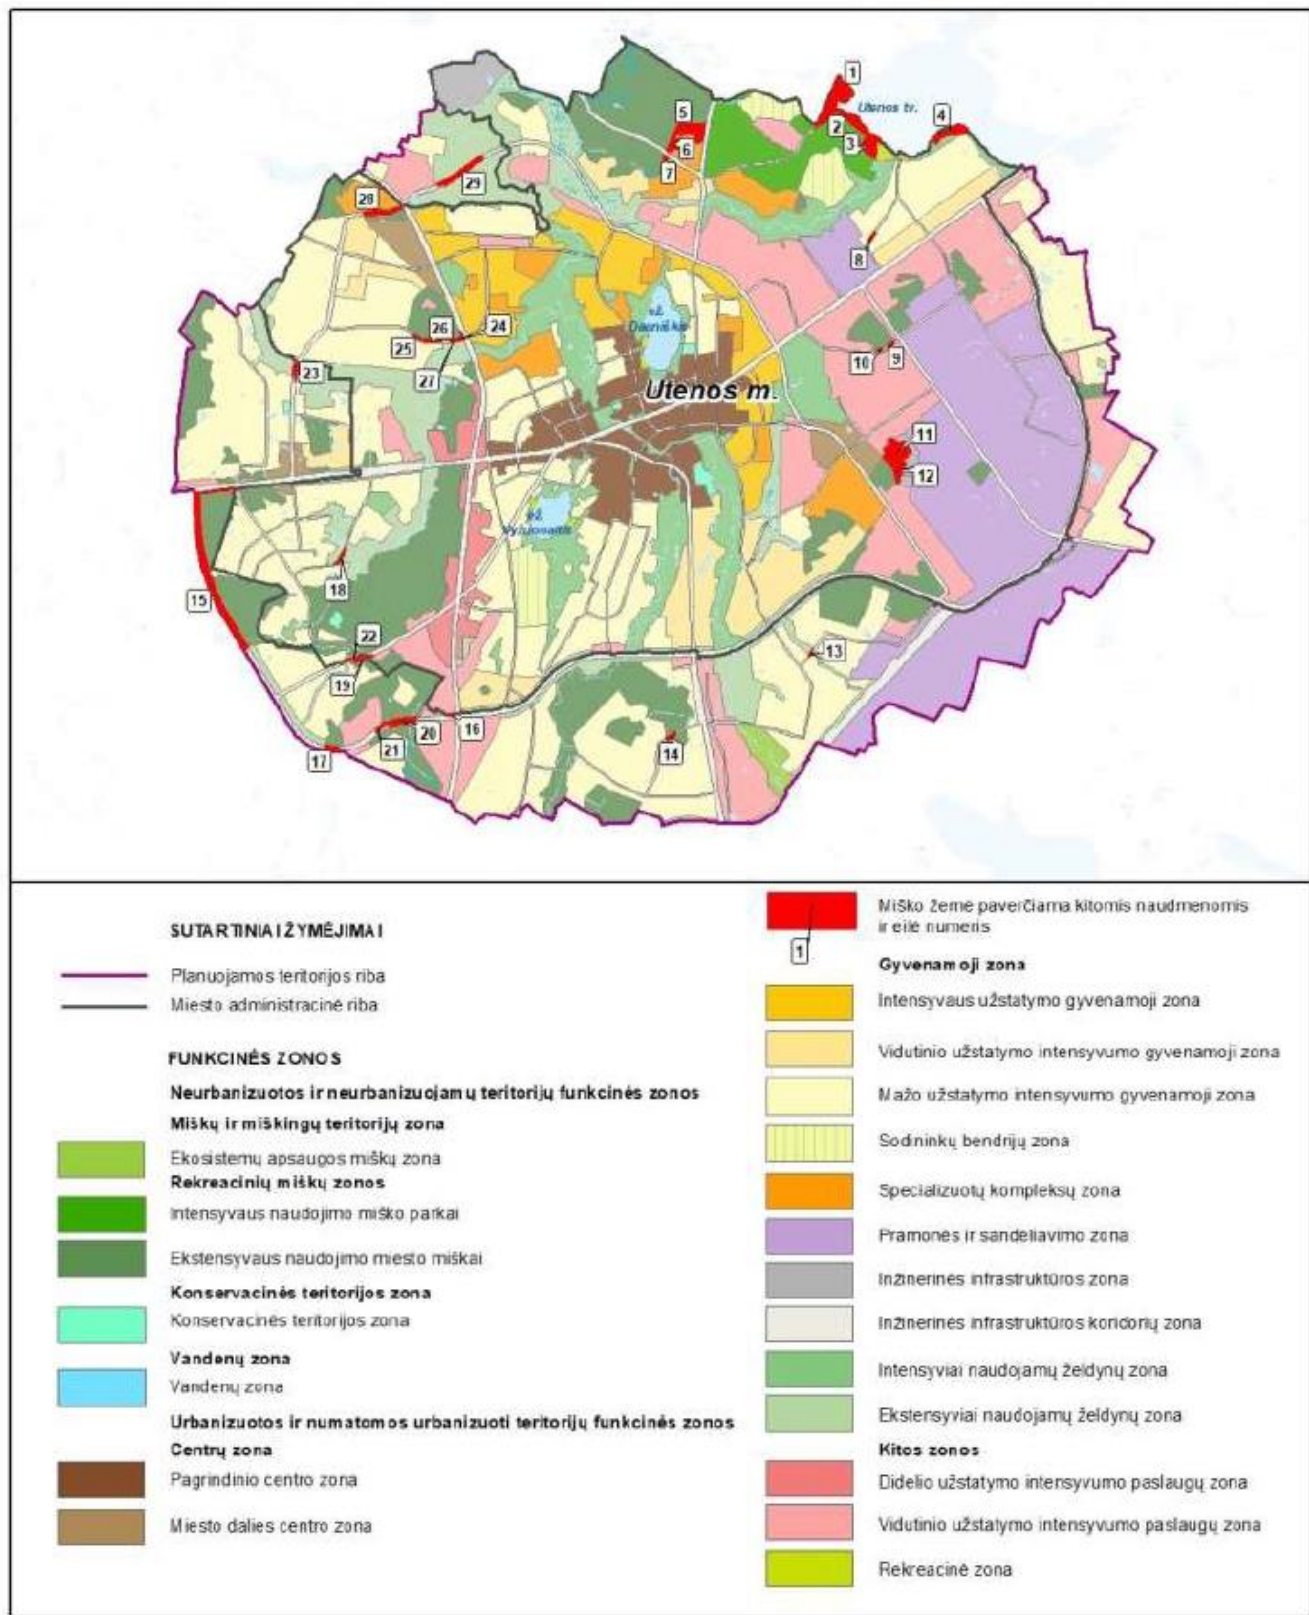 1
Utenos tr.
2
3
4
5
6
7
29
28
8
26
24
25
27
23
10
9
Utenos m.
11
12
15
18
22
19
13
20
16
21
17
14
SUTARTINIAI ŽYMĖJIMAI
Planuojamos teritorijos riba
Miesto administracinė riba
FUNKCINĖS ZONOS
Neurbanizuotos ir neurbanizuojamų teritorijų funkcinės zonos
Miškų ir miškingų teritorijų zona
Ekosistemų apsaugos miškų zona
Rekreacinių miškų zonos
Intensyvaus naudojimo miško parkai
Ekstensyvaus naudojimo miesto miškai
Konservacinės teritorijos zona
Konservacinės teritorijos zona
Vandenų zona
Vandenų zona
Urbanizuotos ir numatomos urbanizuoti teritorijų funkcinės zonos
Centrų zona
Pagrindinio centro zona
Miesto dalies centro zona
1
Miško žemė paverčiama kitomis naudmenomis
ir eilė numeris
Gyvenamoji zona
Intensyvaus užstatymo gyvenamoji zona
Vidutinio užstatymo intensyvumo gyvenamoji zona
Mažo užstatymo intensyvumo gyvenamoji zona
Sodininkų bendrijų zona
Specializuotų kompleksų zona
Pramonės ir sandėliavimo zona
Inžinerinės infrastruktūros zona
Inžinerinės infrastruktūros koridorių zona
Intensyviai naudojamų želdynų zona
Ekstensyviai naudojamų želdynų zona
Kitos zonos
Didelio užstatymo intensyvumo paslaugų zona
Vidutinio užstatymo intensyvumo paslaugų zona
Rekreacinė zona